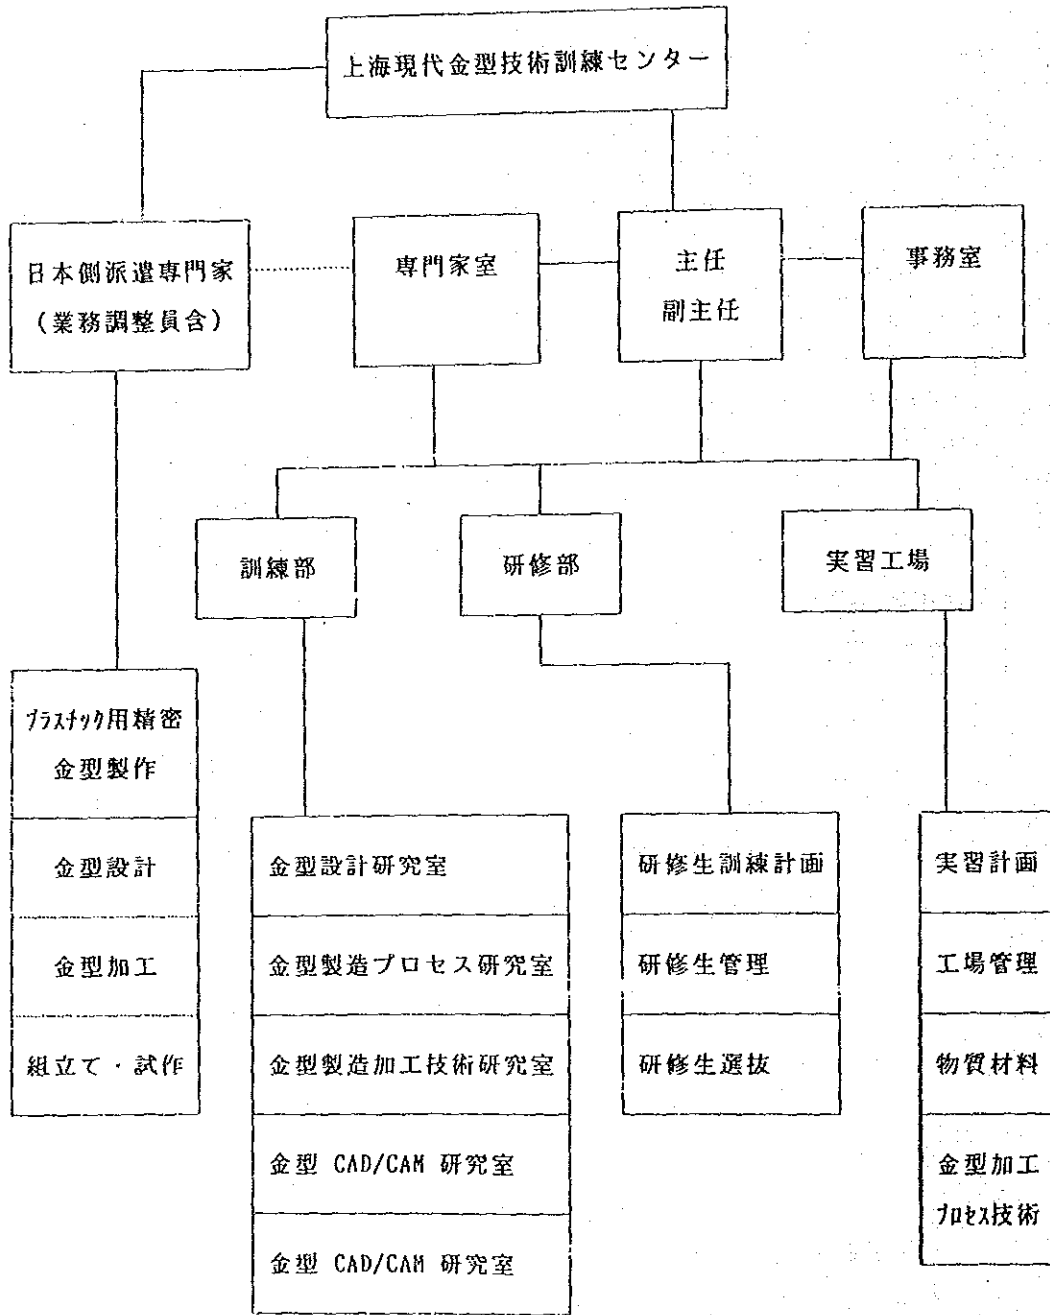 上海現代金型技術訓練センター
日本側派遣専門家
(業務調整員含)
専門家室
主任
副主任
事務室
訓練部
研修部
実習工場
プラスチック用精密
金型製作
金型設計
金型加工
組立て・試作
金型設計研究室
金型製造プロセス研究室
金型製造加工技術研究室
金型 CAD/CAM 研究室
金型 CAD/CAM 研究室
研修生訓練計画
研修生管理
研修生選抜
実習計画
工場管理
物質材料
金型加工
プロセス技術